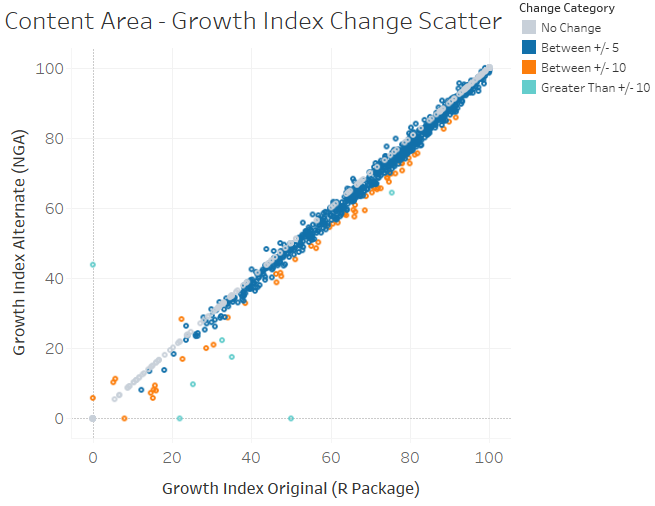 Content Area - Growth Index Change Scatter
Change Category
No Change
Between +/- 5
Between +/- 10
Greater Than +/- 10
Growth Index Alternate (NGA)
100
80
60
40
20
0
0 20 40 60 80 100
Growth Index Original (R Package)